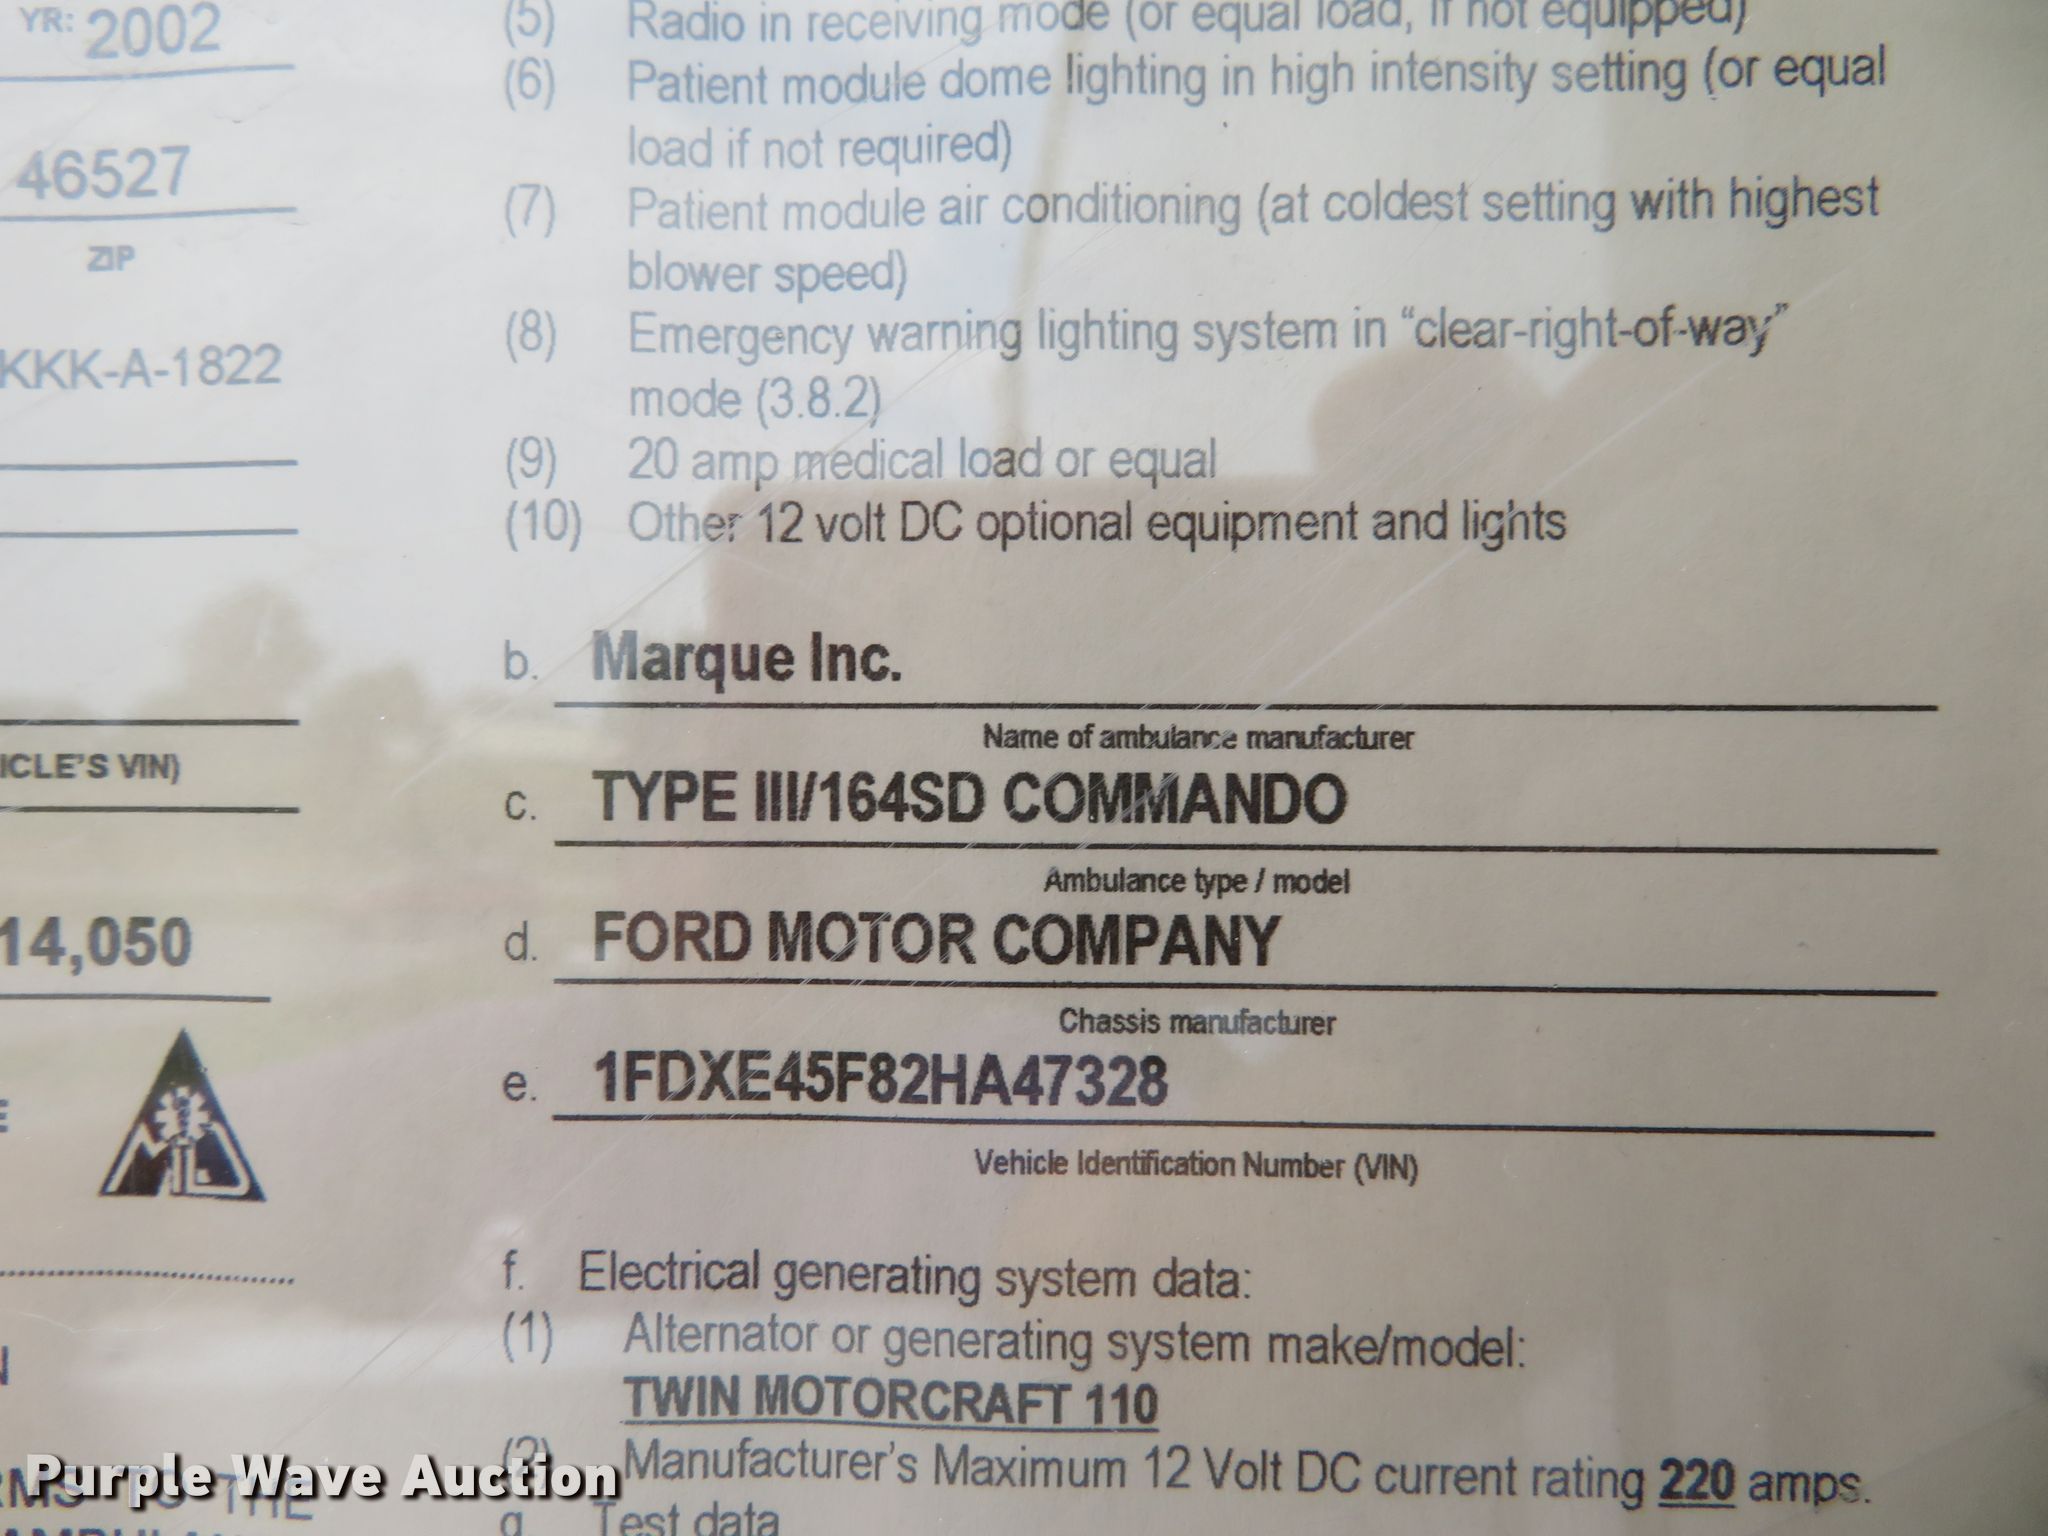 YR: 2002
46527
ZIP
KKK-A-1822
ICLE'S VIN)
14,050
(5) Radio in receiving mode (or equal load, if not equipped)
(6) Patient module dome lighting in high intensity setting (or equal
load if not required)
(7) Patient module air conditioning (at coldest setting with highest
blower speed)
(8) Emergency warning lighting system in “clear-right-of-way”
mode (3.8.2)
(9) 20 amp medical load or equal
(10) Other 12 volt DC optional equipment and lights
b. Marque Inc.
Name of ambulance manufacturer
c. TYPE III/164SD COMMANDO
Ambulance type / model
d. FORD MOTOR COMPANY
Chassis manufacturer
e. 1FDXE45F82HA47328
Vehicle Identification Number (VIN)
f. Electrical generating system data:
(1) Alternator or generating system make/model:
TWIN MOTORCRAFT 110
(2) Manufacturer's Maximum 12 Volt DC current rating 220 amps.
g. Test data
TO THE
Purple Wave Auction